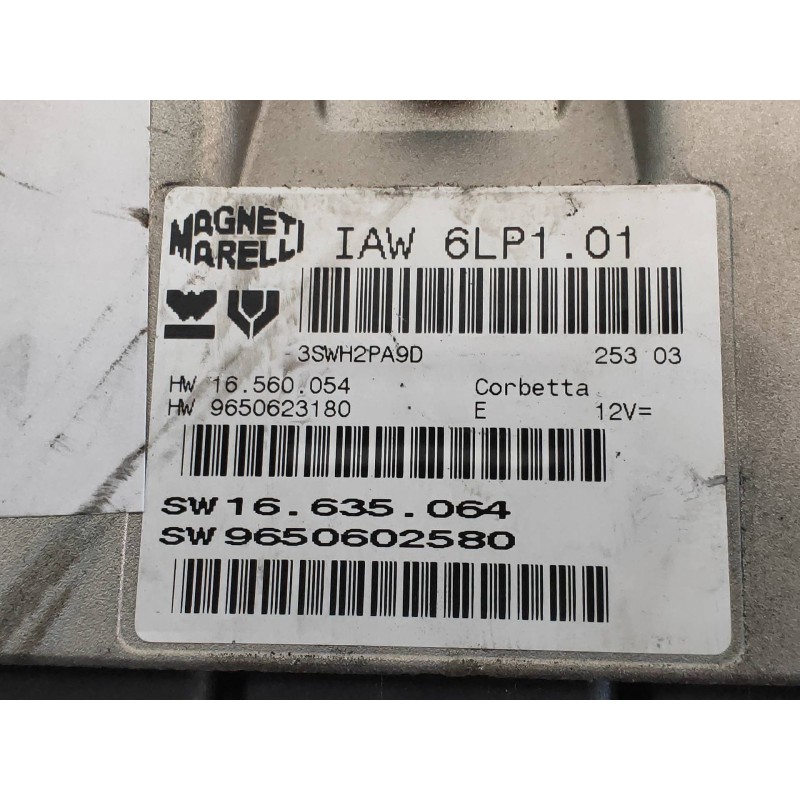 MAGNETI
MARELLI
IAW 6LP1.01
3SWH2PA9D 253 03
HW 16.560.054 Corbetta
HW 9650623180 E 12V=
SW 16.635.064
SW 9650602580